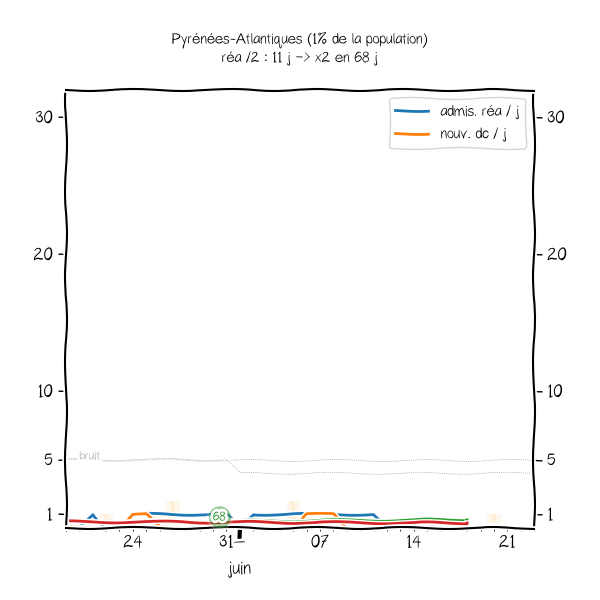 Pyrénées-Atlantiques (1% de la population)
réa /2 : 11 j -> x2 en 68 j
admis. réa / j
nouv. dc / j
30
30
20
20
10
10
5
bruit
5
1
68
1
24
31
07
14
21
juin